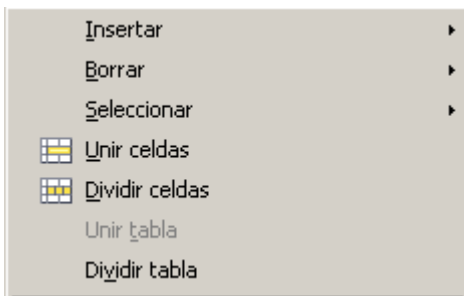 Insertar
Borrar
Seleccionar
Unir celdas
Dividir celdas
Unir tabla
Dividir tabla